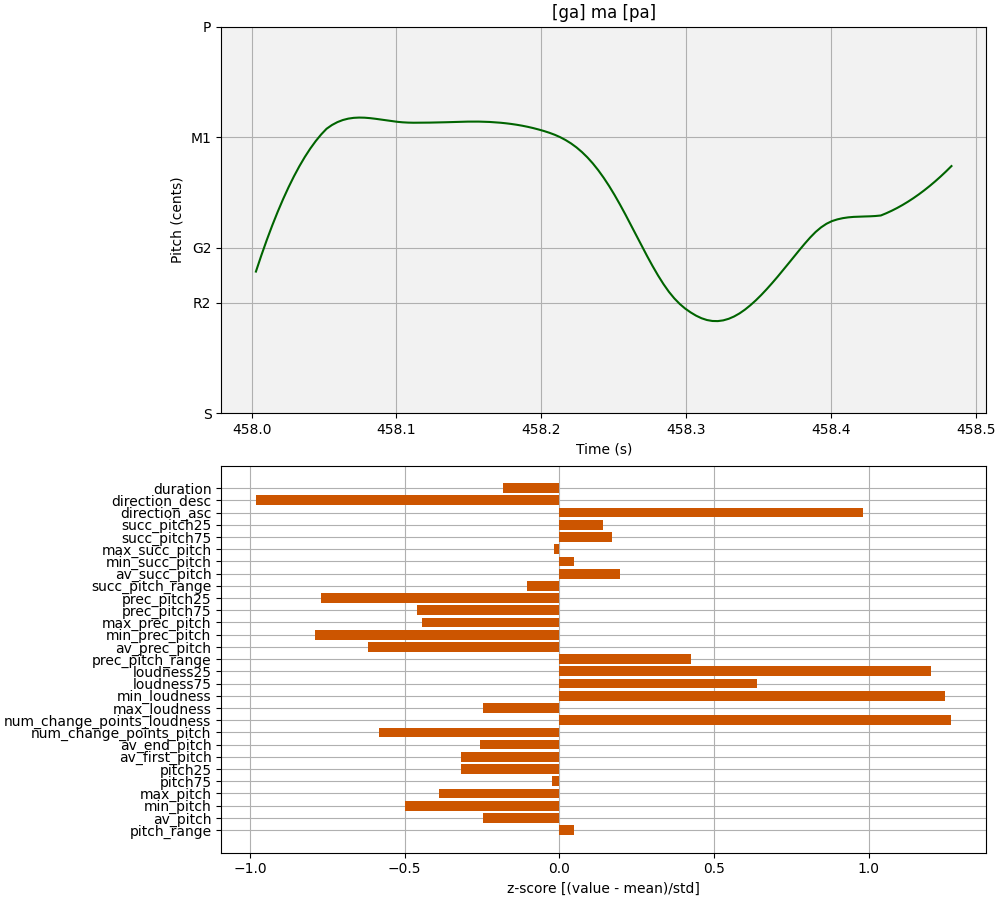 [ga] ma [pa]
P
M1
G2
R2
S
Pitch (cents)
458.0 458.1 458.2 458.3 458.4 458.5
Time (s)
duration
direction_desc
direction_asc
succ_pitch25
succ_pitch75
max_succ_pitch
min_succ_pitch
av_succ_pitch
succ_pitch_range
prec_pitch25
prec_pitch75
max_prec_pitch
min_prec_pitch
av_prec_pitch
prec_pitch_range
loudness25
loudness75
min_loudness
max_loudness
num_change_points_loudness
num_change_points_pitch
av_end_pitch
av_first_pitch
pitch25
pitch75
max_pitch
min_pitch
av_pitch
pitch_range
−1.0 −0.5 0.0 0.5 1.0
z-score [(value - mean)/std]